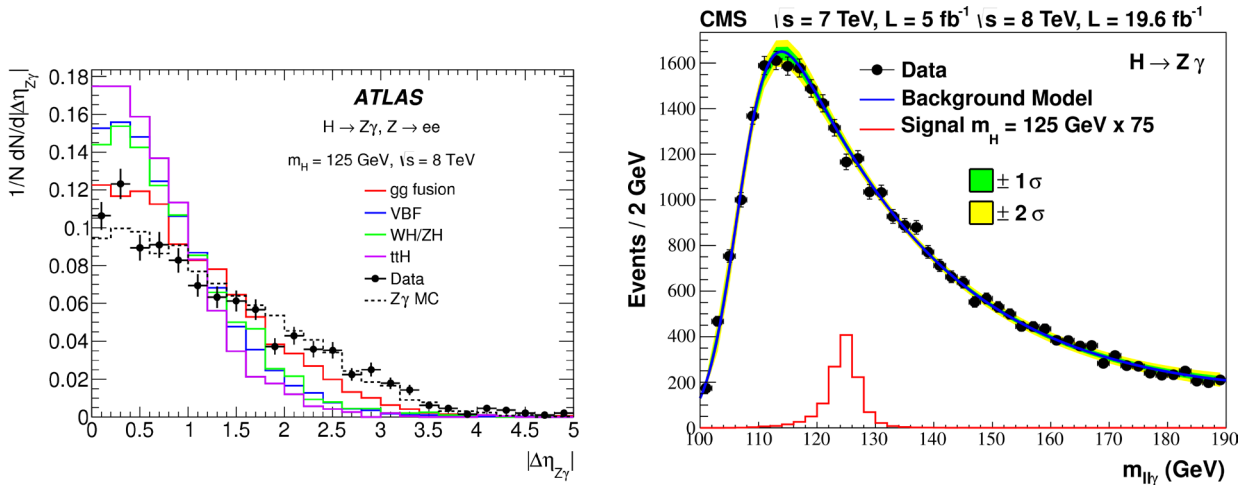 1/N dN/d|Δη_Zγ|
0.18
0.16
0.14
0.12
0.1
0.08
0.06
0.04
0.02
0
ATLAS
H → Zγ, Z → ee
m_H = 125 GeV, √s = 8 TeV
gg fusion
VBF
WH/ZH
ttH
Data
Zγ MC
0 0.5 1 1.5 2 2.5 3 3.5 4 4.5 5
|Δη_Zγ|
CMS √s = 7 TeV, L = 5 fb⁻¹ √s = 8 TeV, L = 19.6 fb⁻¹
Events / 2 GeV
1600
1400
1200
1000
800
600
400
200
0
H → Z γ
Data
Background Model
Signal m_H = 125 GeV x 75
± 1 σ
± 2 σ
100 110 120 130 140 150 160 170 180 190
m_llγ (GeV)